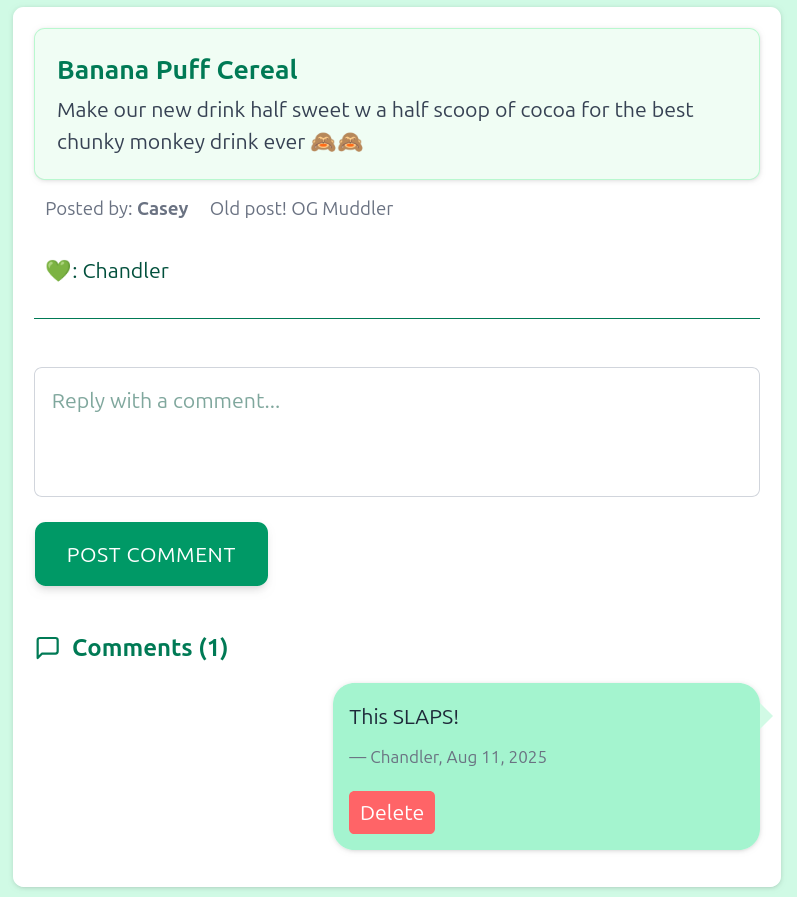 Banana Puff Cereal
Make our new drink half sweet w a half scoop of cocoa for the best
chunky monkey drink ever 🙈🙈
Posted by: Casey Old post! OG Muddler
💚: Chandler
Reply with a comment...
POST COMMENT
Comments (1)
This SLAPS!
— Chandler, Aug 11, 2025
Delete